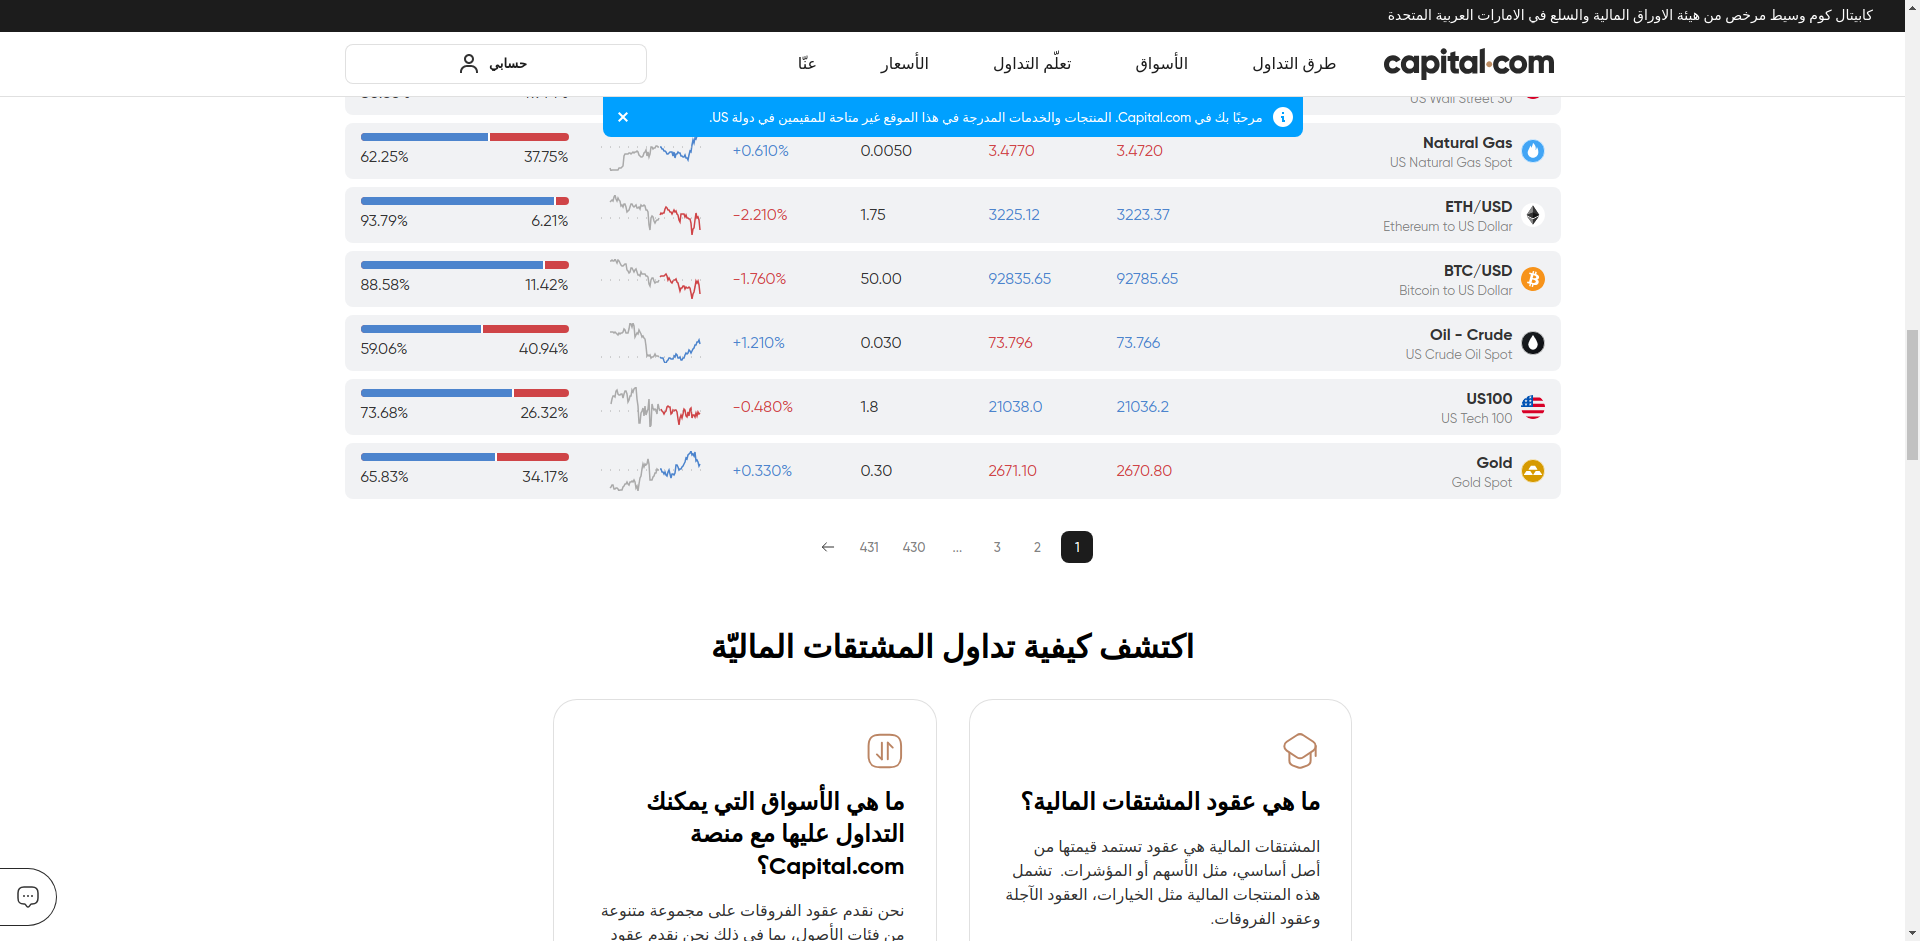 كابيتال كوم وسيط مرخص من هيئة الاوراق المالية والسلع في الامارات العربية المتحدة
capital.com
طرق التداول
الأسواق
تعلّم التداول
الأسعار
عنّا
حسابي
مرحبًا بك في Capital.com. المنتجات والخدمات المدرجة في هذا الموقع غير متاحة للمقيمين في دولة US.
US Wall Street 30
Natural Gas
US Natural Gas Spot
3.4720
3.4770
0.0050
+0.610%
37.75%
62.25%
ETH/USD
Ethereum to US Dollar
3223.37
3225.12
1.75
-2.210%
6.21%
93.79%
BTC/USD
Bitcoin to US Dollar
92785.65
92835.65
50.00
-1.760%
11.42%
88.58%
Oil - Crude
US Crude Oil Spot
73.766
73.796
0.030
+1.210%
40.94%
59.06%
US100
US Tech 100
21036.2
21038.0
1.8
-0.480%
26.32%
73.68%
Gold
Gold Spot
2670.80
2671.10
0.30
+0.330%
34.17%
65.83%
1 2 3 ... 430 431
اكتشف كيفية تداول المشتقات الماليّة
ما هي عقود المشتقات المالية؟
المشتقات المالية هي عقود تستمد قيمتها من
أصل أساسي، مثل الأسهم أو المؤشرات. تشمل
هذه المنتجات المالية مثل الخيارات، العقود الآجلة
وعقود الفروقات.
ما هي الأسواق التي يمكنك
التداول عليها مع منصة
Capital.com؟
نحن نقدم عقود الفروقات على مجموعة متنوعة
من فئات الأصول، بما في ذلك نحن نقدم عقود